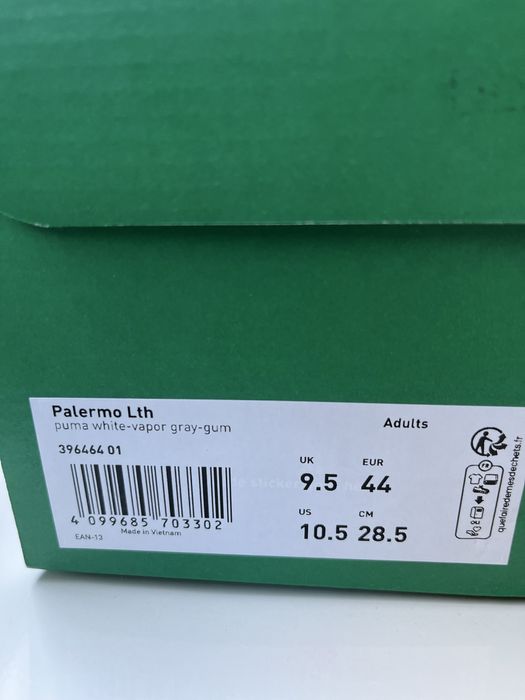 Palermo Lth
puma white-vapor gray-gum
396464 01
4 099685 703302
EAN-13
Made in Vietnam
Adults
UK
9.5
EUR
44
US
10.5
CM
28.5
FR
quefairedemesdechets.fr